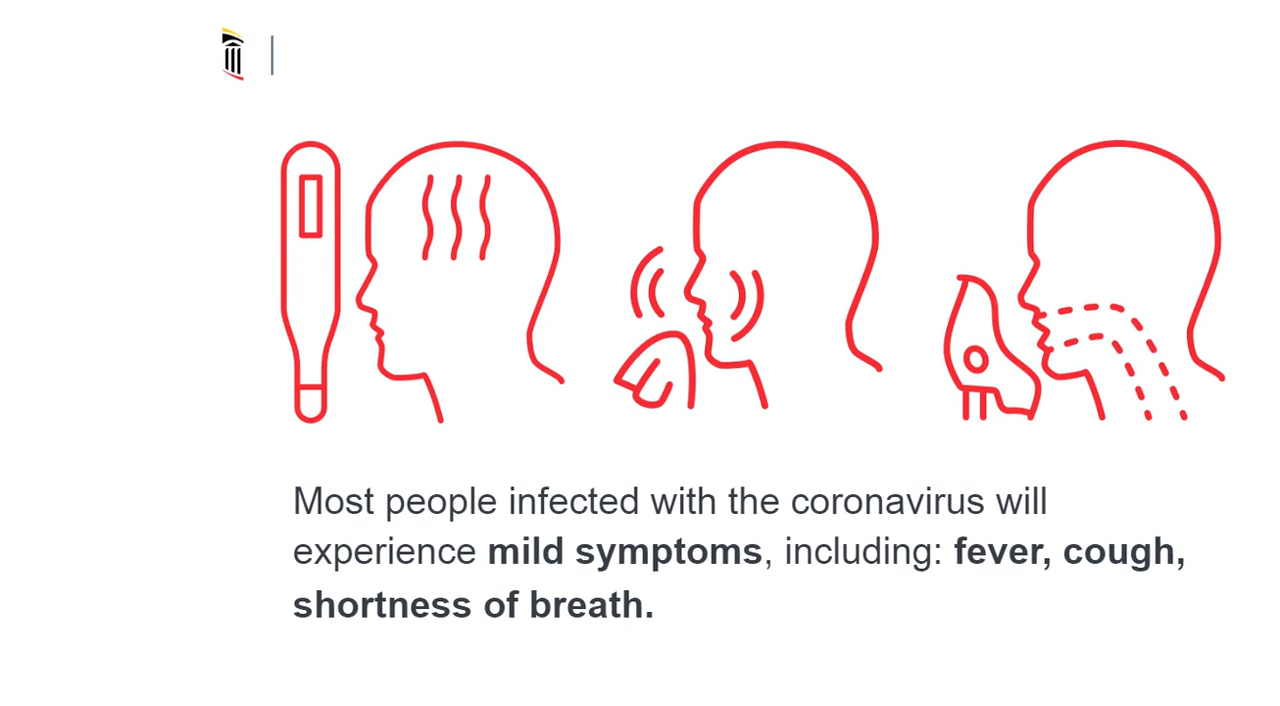 Most people infected with the coronavirus will
experience mild symptoms, including: fever, cough,
shortness of breath.